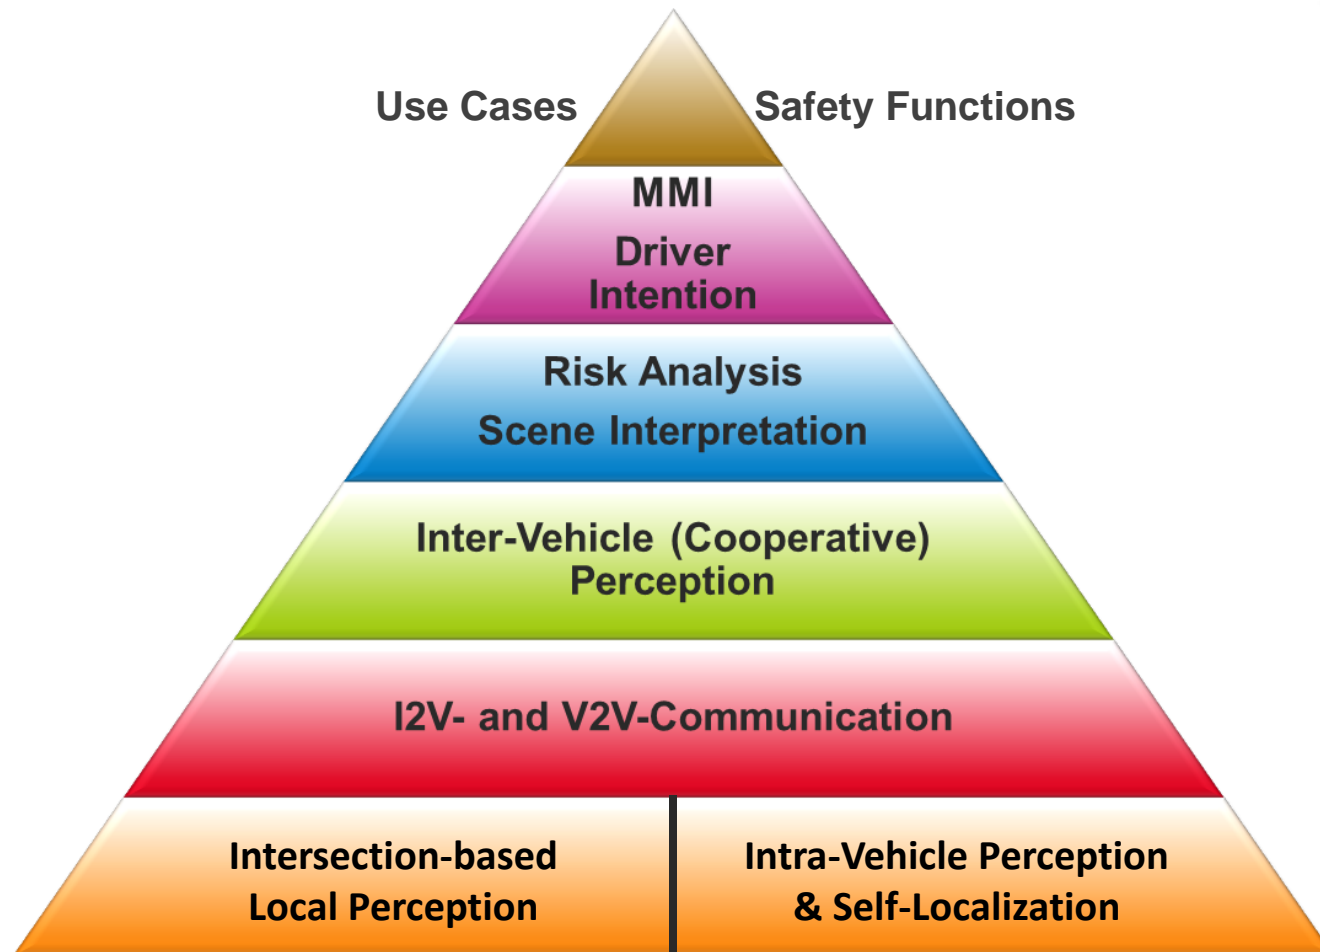 Use Cases
Safety Functions
MMI
Driver
Intention
Risk Analysis
Scene Interpretation
Inter-Vehicle (Cooperative)
Perception
I2V- and V2V-Communication
Intersection-based
Local Perception
Intra-Vehicle Perception
& Self-Localization